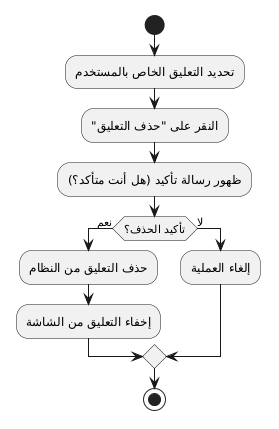 تحديد التعليق الخاص بالمستخدم
النقر على "حذف التعليق"
ظهور رسالة تأكيد (هل أنت متأكد؟)
تأكيد الحذف؟
نعم
لا
حذف التعليق من النظام
إلغاء العملية
إخفاء التعليق من الشاشة